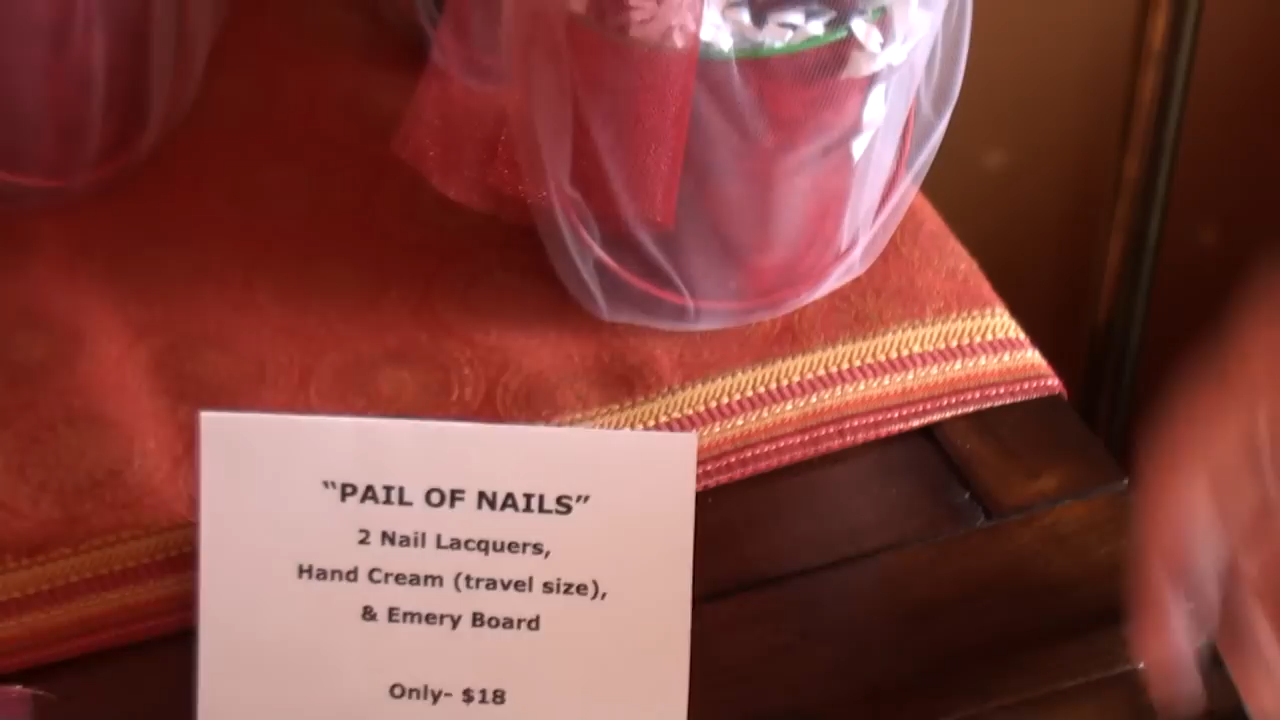 “PAIL OF NAILS”
2 Nail Lacquers,
Hand Cream (travel size),
& Emery Board
Only- $18